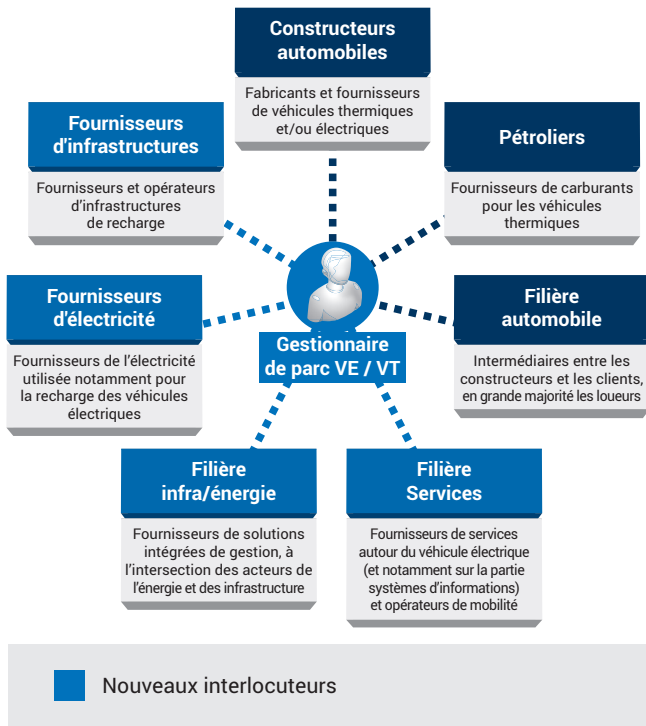 Constructeurs
automobiles
Fabricants et fournisseurs
de véhicules thermiques
et/ou électriques
Fournisseurs
d'infrastructures
Fournisseurs et opérateurs
d'infrastructures
de recharge
Pétroliers
Fournisseurs de carburants
pour les véhicules
thermiques
Fournisseurs
d'électricité
Fournisseurs de l'électricité
utilisée notamment pour
la recharge des véhicules
électriques
Gestionnaire
de parc VE / VT
Filière
automobile
Intermédiaires entre les
constructeurs et les clients,
en grande majorité les loueurs
Filière
infra/énergie
Fournisseurs de solutions
intégrées de gestion, à
l'intersection des acteurs de
l'énergie et des infrastructure
Filière
Services
Fournisseurs de services
autour du véhicule électrique
(et notamment sur la partie
systèmes d'informations)
et opérateurs de mobilité
Nouveaux interlocuteurs